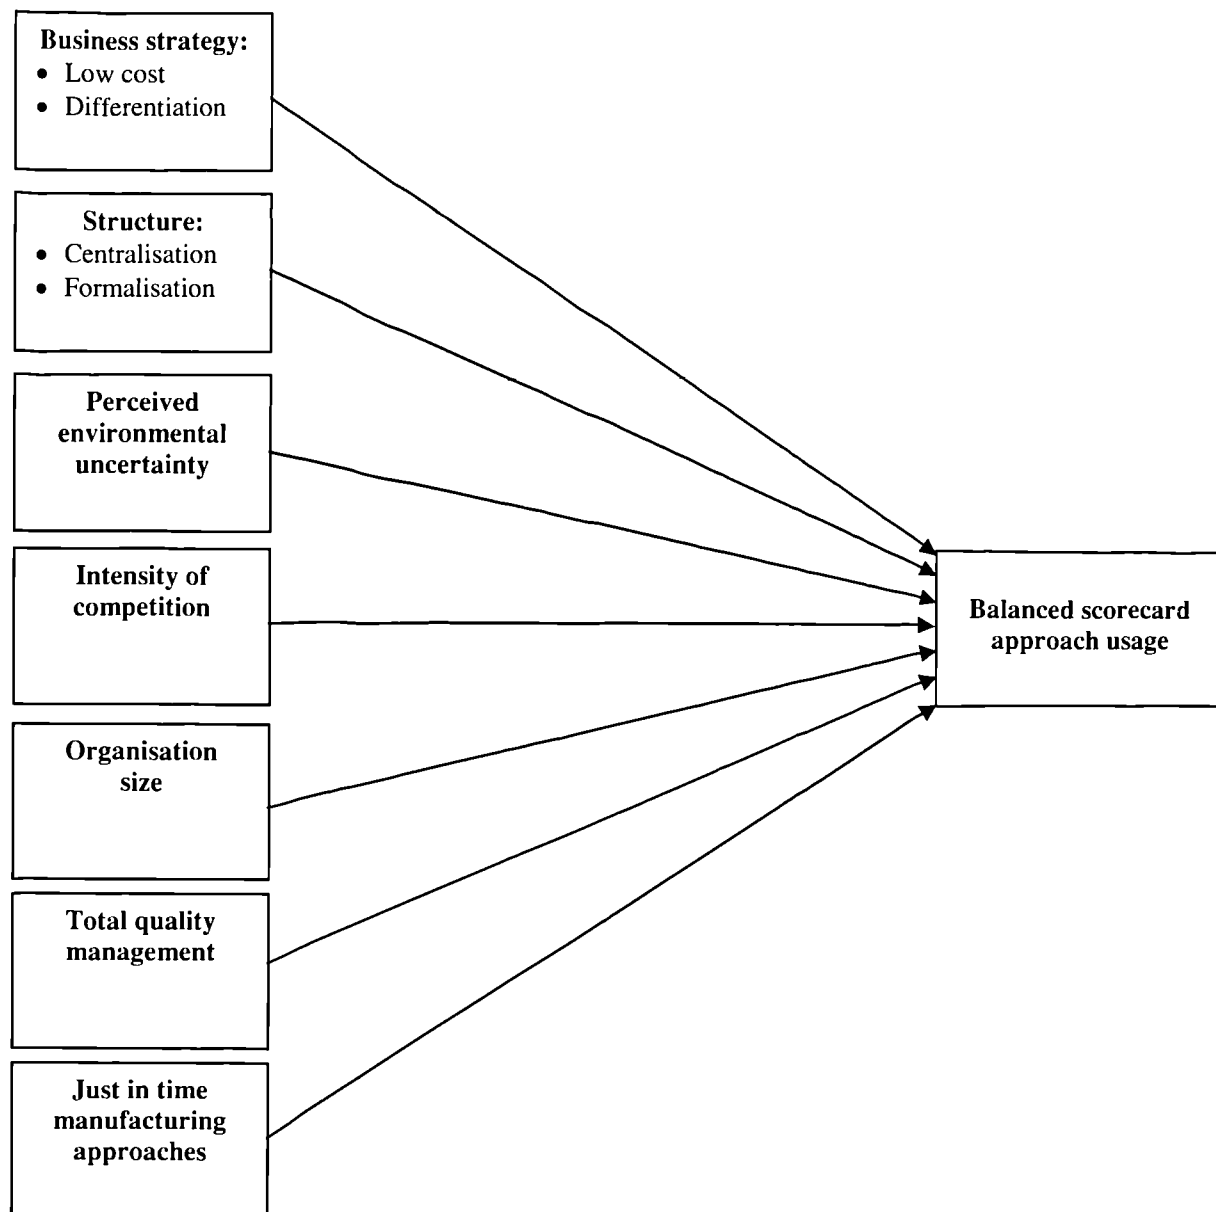 Business strategy:
• Low cost
• Differentiation
Structure:
• Centralisation
• Formalisation
Perceived
environmental
uncertainty
Intensity of
competition
Organisation
size
Total quality
management
Just in time
manufacturing
approaches
Balanced scorecard
approach usage